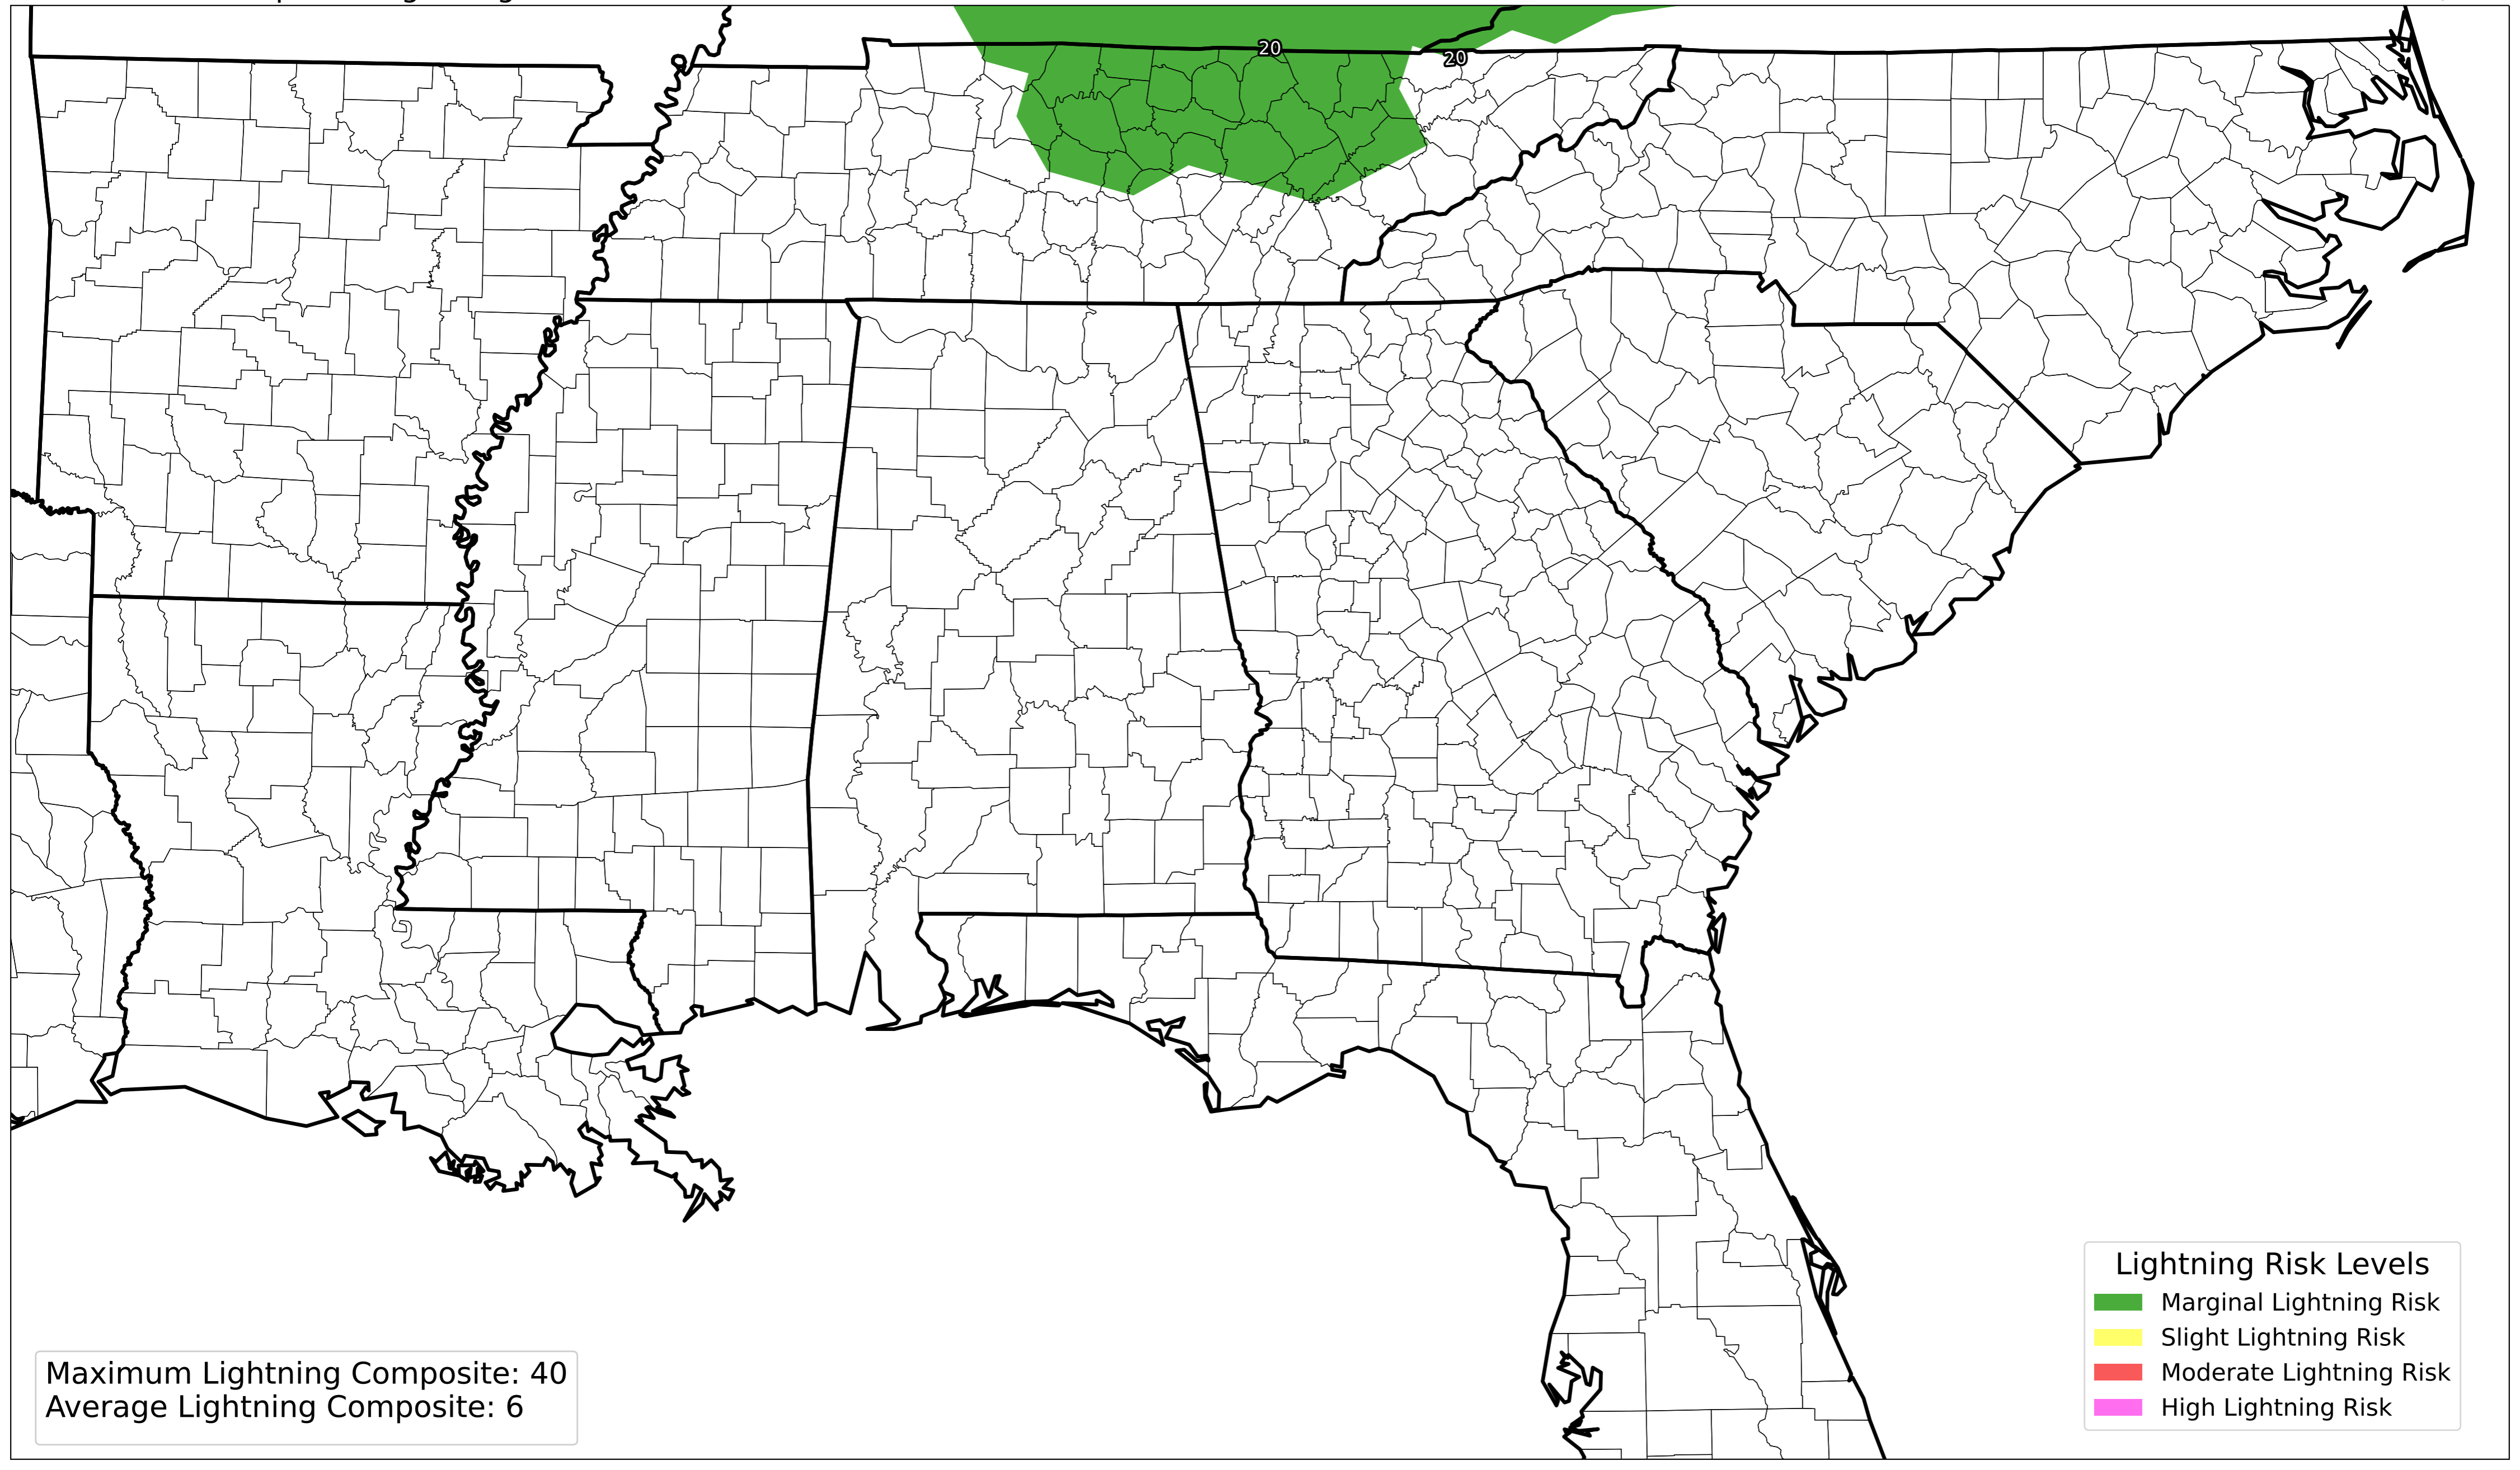 20
20
Lightning Risk Levels
Marginal Lightning Risk
Slight Lightning Risk
Moderate Lightning Risk
High Lightning Risk
Maximum Lightning Composite: 40
Average Lightning Composite: 6